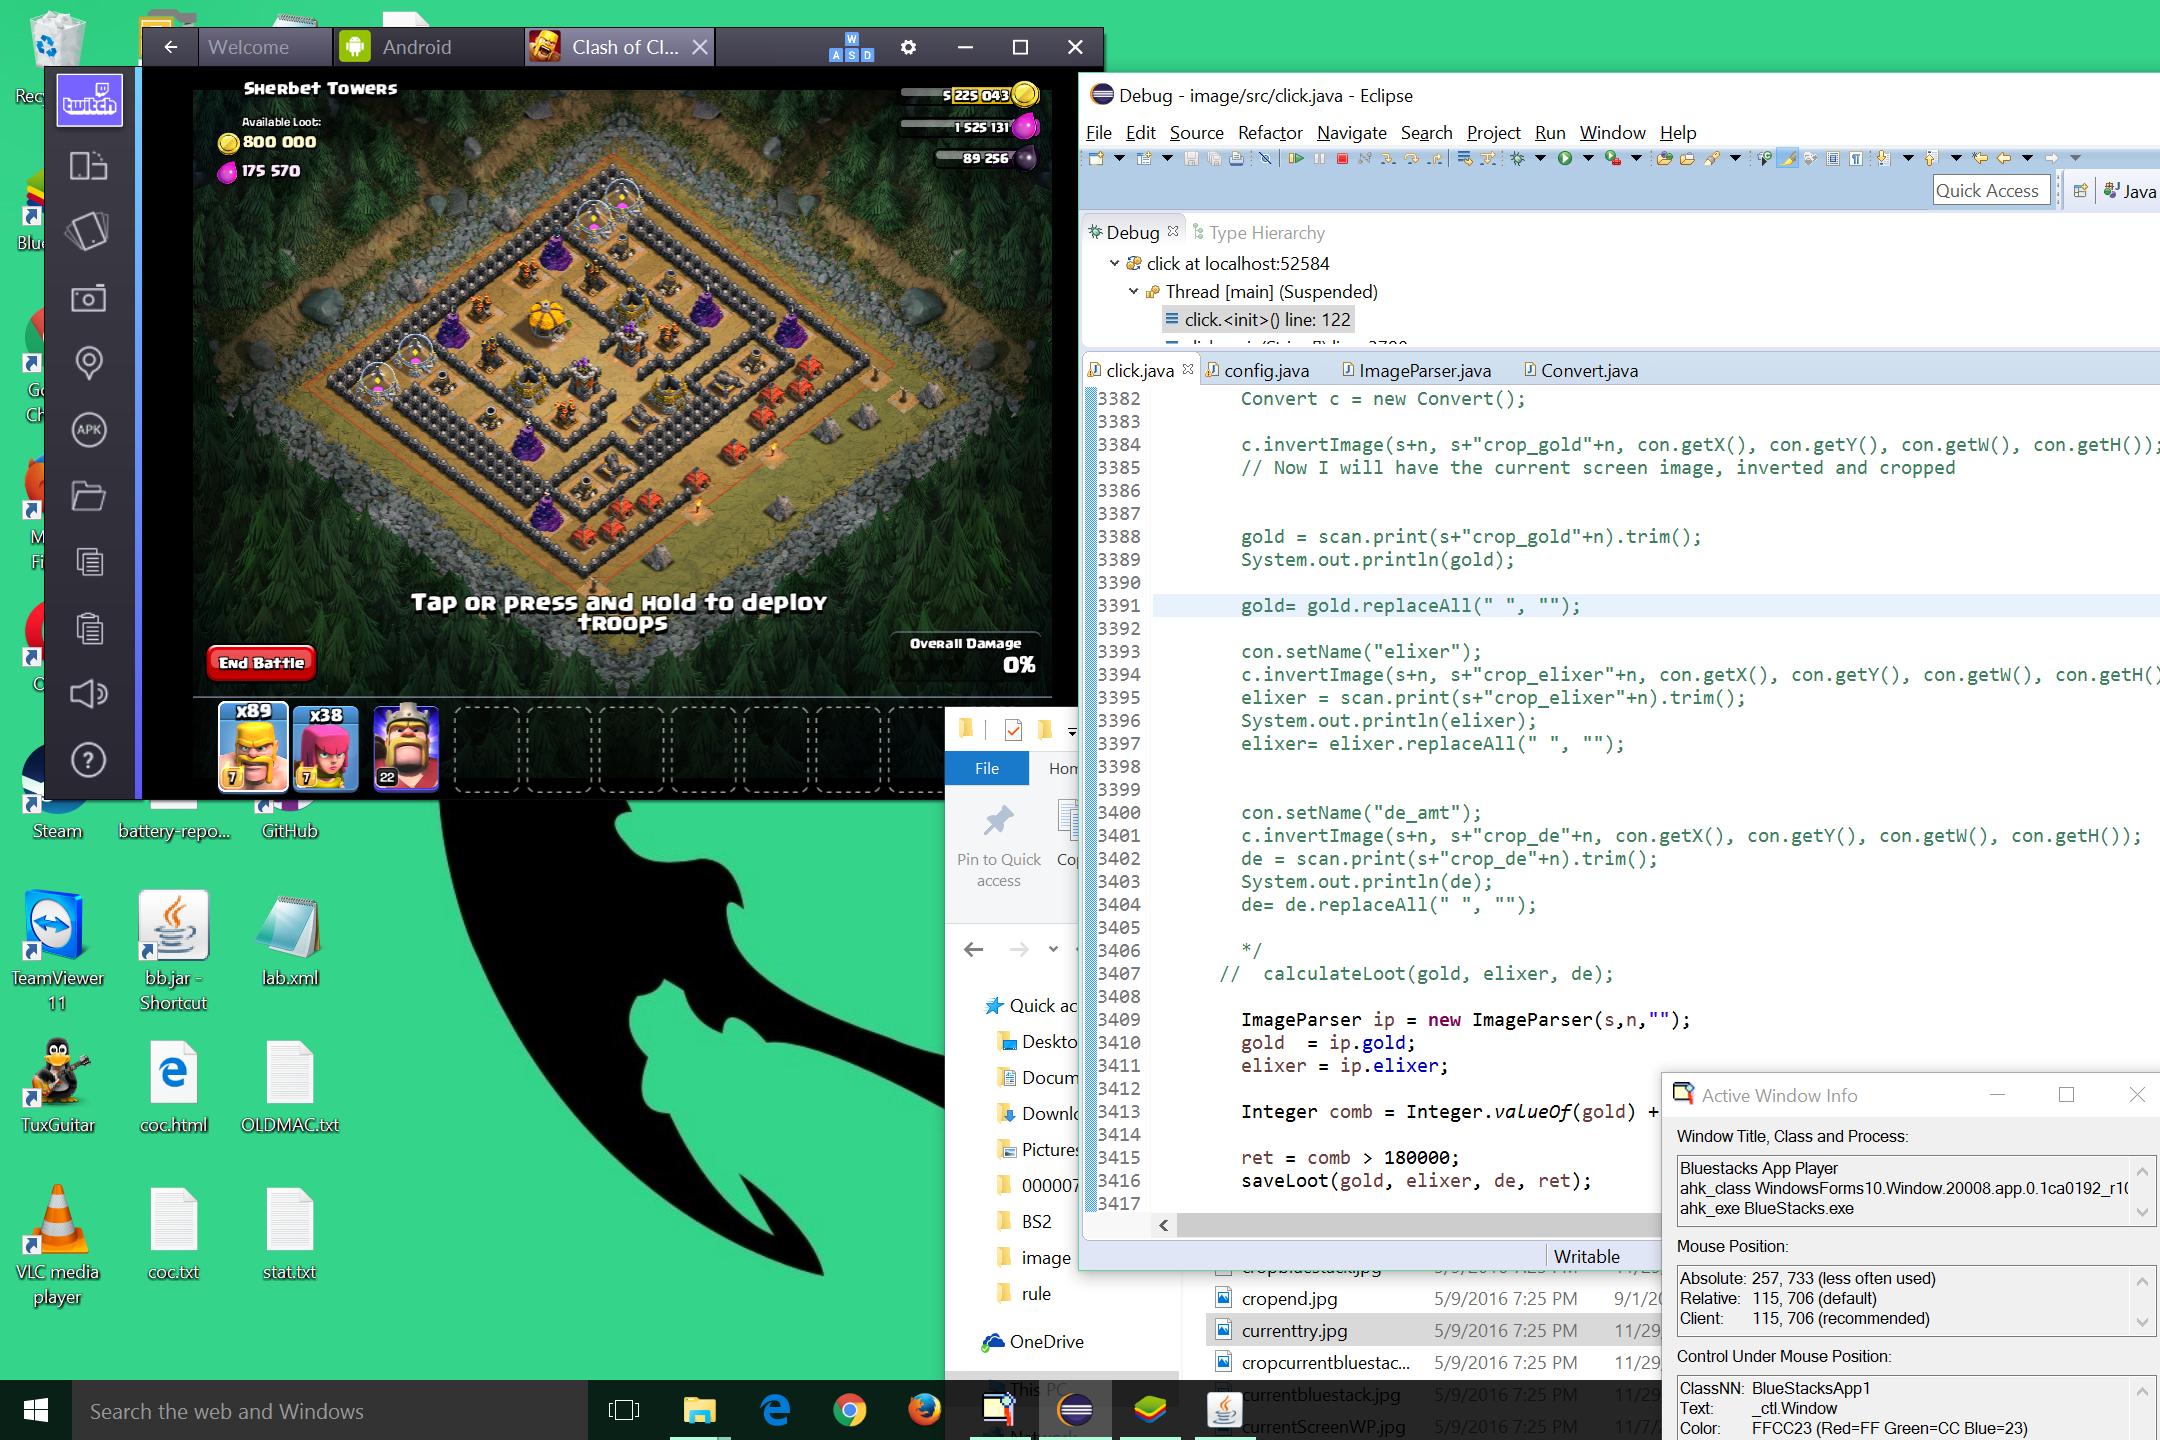 Welcome
Android
Clash of Cl...
W
A S D
twitch
Sherbet Towers
Available Loot:
800 000
175 570
5 225 043
1 525 131
89 256
Tap or press and hold to deploy
troops
End Battle
Overall Damage
0%
x89
x38
7
7
22
APK
?
Steam
battery-repo...
GitHub
TeamViewer
11
bb.jar -
Shortcut
lab.xml
TuxGuitar
coc.html
OLDMAC.txt
VLC media
player
coc.txt
stat.txt
Debug - image/src/click.java - Eclipse
File Edit Source Refactor Navigate Search Project Run Window Help
Quick Access
Java
Debug
Type Hierarchy
click at localhost:52584
Thread [main] (Suspended)
click.<init>() line: 122
click.java
config.java
ImageParser.java
Convert.java
3382 Convert c = new Convert();
3383
3384 c.invertImage(s+n, s+"crop_gold"+n, con.getX(), con.getY(), con.getW(), con.getH());
3385 // Now I will have the current screen image, inverted and cropped
3386
3387
3388 gold = scan.print(s+"crop_gold"+n).trim();
3389 System.out.println(gold);
3390
3391 gold= gold.replaceAll(" ", "");
3392
3393 con.setName("elixer");
3394 c.invertImage(s+n, s+"crop_elixer"+n, con.getX(), con.getY(), con.getW(), con.getH()
3395 elixer = scan.print(s+"crop_elixer"+n).trim();
3396 System.out.println(elixer);
3397 elixer= elixer.replaceAll(" ", "");
3398
3399
3400 con.setName("de_amt");
3401 c.invertImage(s+n, s+"crop_de"+n, con.getX(), con.getY(), con.getW(), con.getH());
3402 de = scan.print(s+"crop_de"+n).trim();
3403 System.out.println(de);
3404 de= de.replaceAll(" ", "");
3405
3406 */
3407 // calculateLoot(gold, elixer, de);
3408
3409 ImageParser ip = new ImageParser(s,n,"");
3410 gold = ip.gold;
3411 elixer = ip.elixer;
3412
3413 Integer comb = Integer.valueOf(gold) +
3414
3415 ret = comb > 180000;
3416 saveLoot(gold, elixer, de, ret);
3417
Writable
File
Pin to Quick
access
Desktop
Pictures
BS2
image
rule
OneDrive
This PC
cropend.jpg 5/9/2016 7:25 PM 9/1/20
currenttry.jpg 5/9/2016 7:25 PM 11/29/
cropcurrentbluestac... 5/9/2016 7:25 PM 11/29/
currentbluestack.jpg 5/9/2016 7:25 PM 11/29/
currentScreenWP.jpg 5/9/2016 7:25 PM 11/7/
Active Window Info
Window Title, Class and Process:
Bluestacks App Player
ahk_class WindowsForms10.Window.20008.app.0.1ca0192_r1
ahk_exe BlueStacks.exe
Mouse Position:
Absolute: 257, 733 (less often used)
Relative: 115, 706 (default)
Client: 115, 706 (recommended)
Control Under Mouse Position:
ClassNN: BlueStacksApp1
Text: _ctl.Window
Color: FFCC23 (Red=FF Green=CC Blue=23)
Search the web and Windows